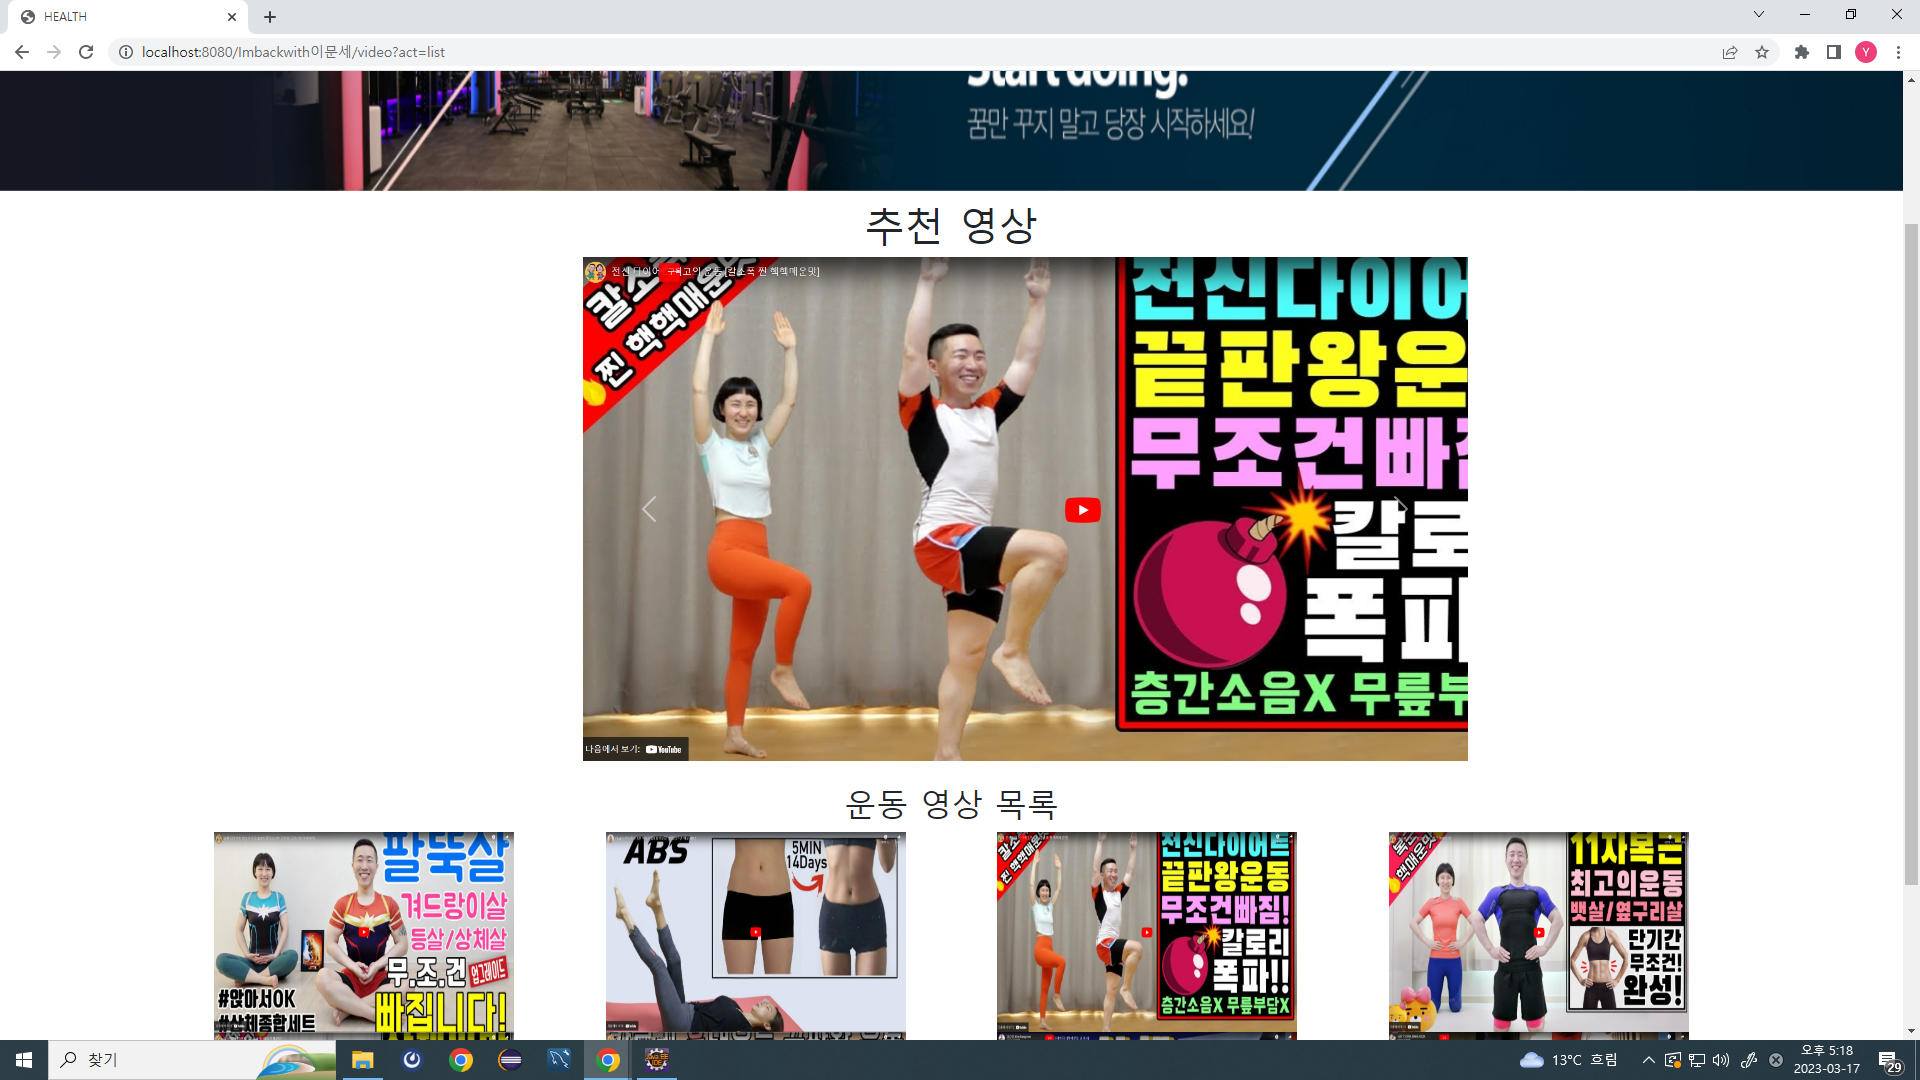 HEALTH
localhost:8080/Imbackwith이문세/video?act=list
Y
Start doing!
꿈만 꾸지 말고 당장 시작하세요!
추천 영상
칼소폭
찐 핵핵매운맛
전신다이어
끝판왕운
무조건빠짐
칼로
폭파
층간소음X 무릎부
다음에서 보기: YouTube
운동 영상 목록
팔뚝살
겨드랑이살
등살/상체살
무.조.건
업그레이드
빠집니다!
#앉아서OK
#상체종합세트
ABS
5MIN
14Days
전신다이어트
끝판왕운동
무조건빠짐!
칼로리
폭파!!
층간소음X 무릎부담X
11자복근
최고의운동
뱃살/옆구리살
단기간
무조건!
완성!
찾기
13°C 흐림
오후 5:18
2023-03-17
29